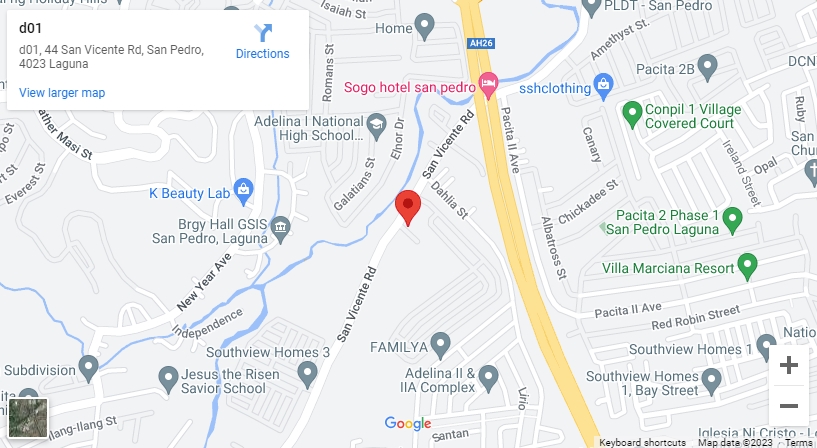 ng Holiday Hills
Isaiah St
PLDT - San Pedro
d01
d01, 44 San Vicente Rd, San Pedro,
4023 Laguna
Directions
View larger map
Home
AH26
Amethyst St.
Romans St
Pacita 2B
DCN
Sogo hotel san pedro
sshclothing
Ruby
Conpil 1 Village
Covered Court
Adelina I National
High School...
Elnor Dr
San Vicente Rd
Pacita II Ave
Canary
Ireland Street
Opal
San
Chur
ather Masi St
Everest St
Galatians St
K Beauty Lab
Dahlia St
Chickadee St
Brgy Hall GSIS
San Pedro, Laguna
Albatross St
Pacita 2 Phase 1
San Pedro Laguna
Villa Marciana Resort
New Year Ave
San Vicente Rd
Independence
Pacita II Ave
Red Robin Street
Natio
Southview Homes 3
FAMILYA
Southview Homes 1
Subdivision
Jesus the Risen
Savior School
Adelina II &
IIA Complex
Lirio
Southview Homes
1, Bay Street
Ilang-Ilang St
Google
Santan
Iglesia Ni Cristo - Lo
Keyboard shortcuts
Map data ©2023
Terms